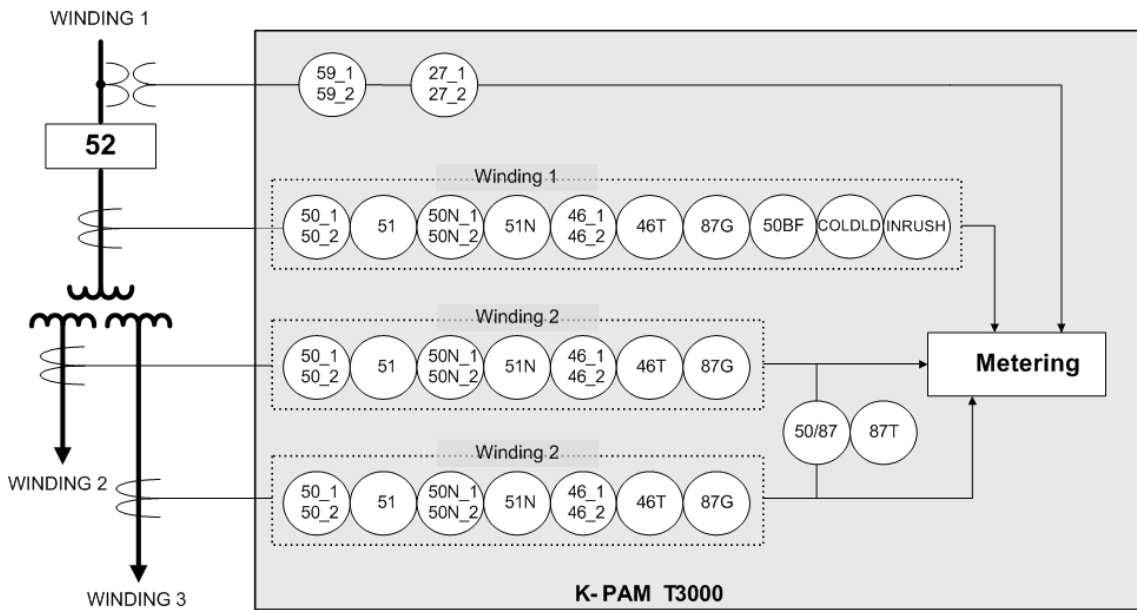 WINDING 1
59_1
59_2
27_1
27_2
52
Winding 1
50_1
50_2
51
50N_1
50N_2
51N
46_1
46_2
46T
87G
50BF
COLDLD
INRUSH
Winding 2
50_1
50_2
51
50N_1
50N_2
51N
46_1
46_2
46T
87G
Metering
50/87
87T
Winding 2
50_1
50_2
51
50N_1
50N_2
51N
46_1
46_2
46T
87G
WINDING 2
WINDING 3
K-PAM T3000